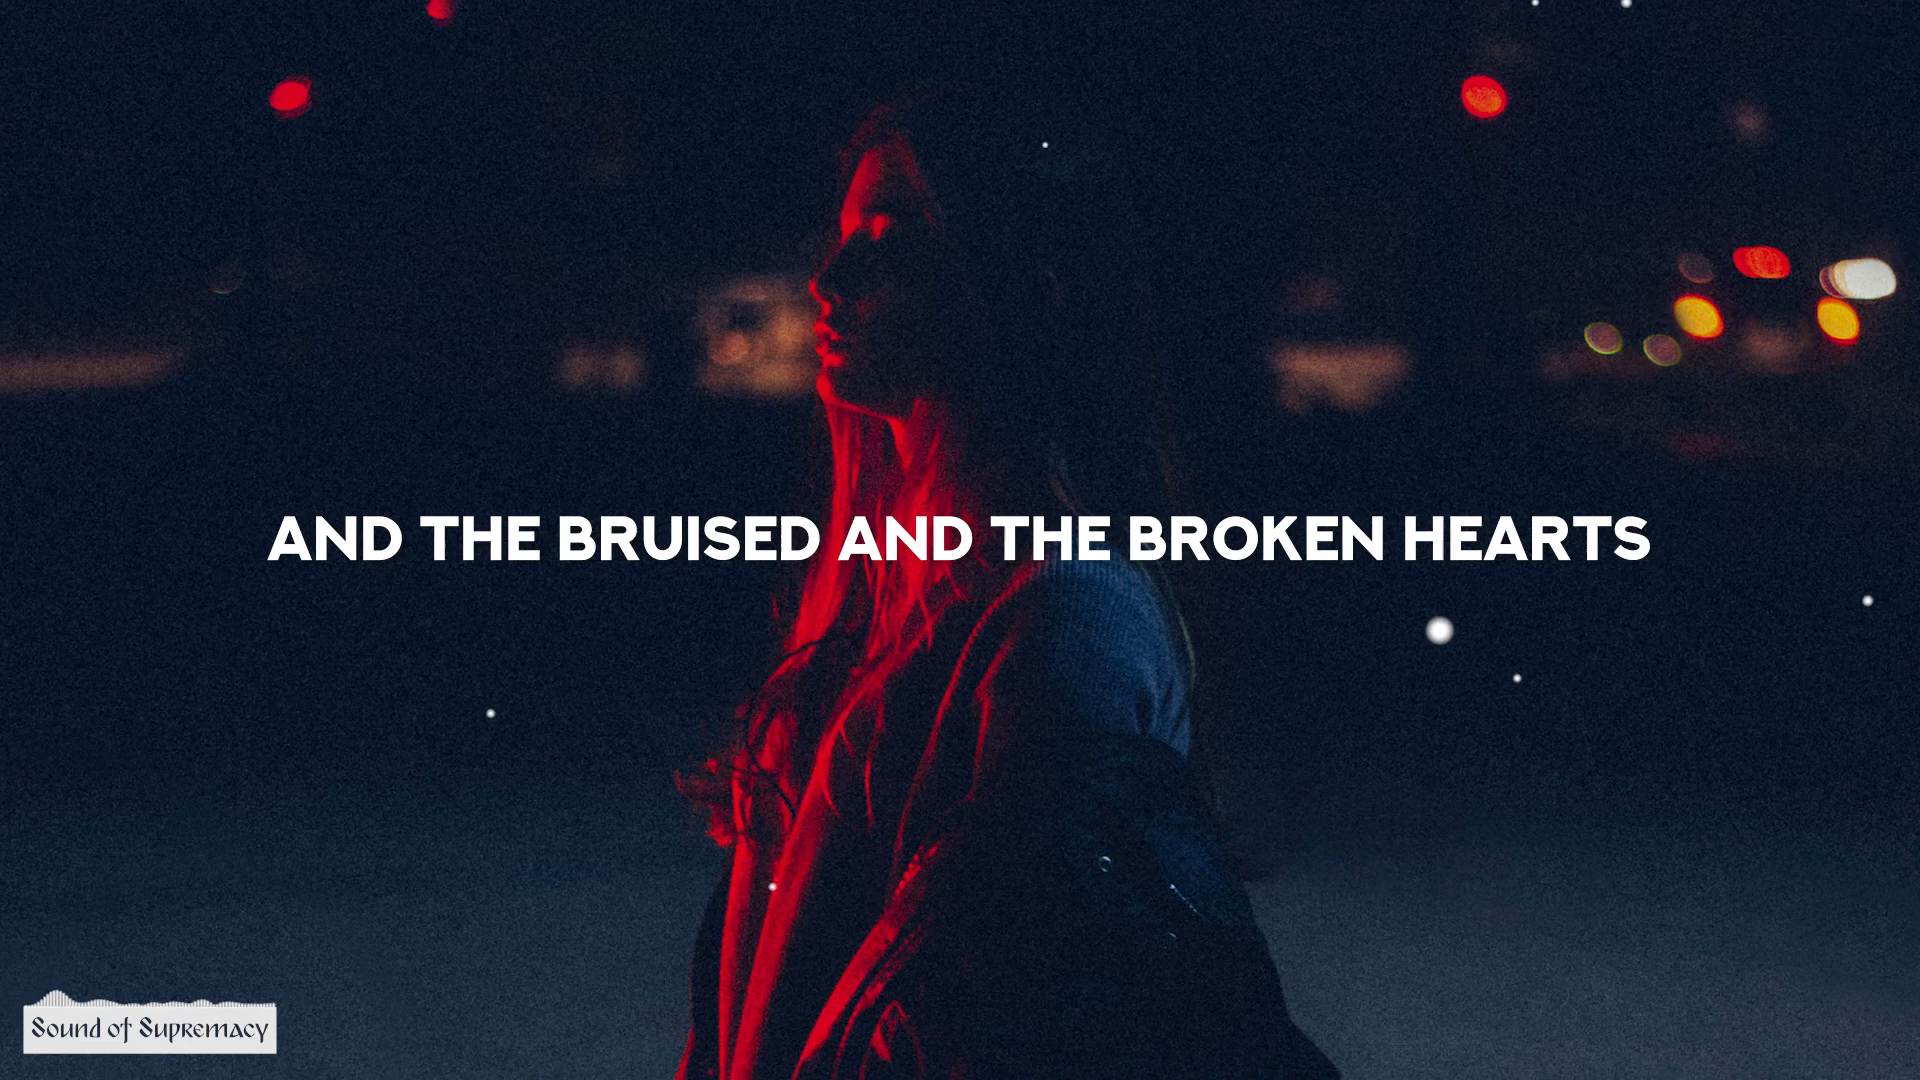 AND THE BRUISED AND THE BROKEN HEARTS
Sound of Supremacy